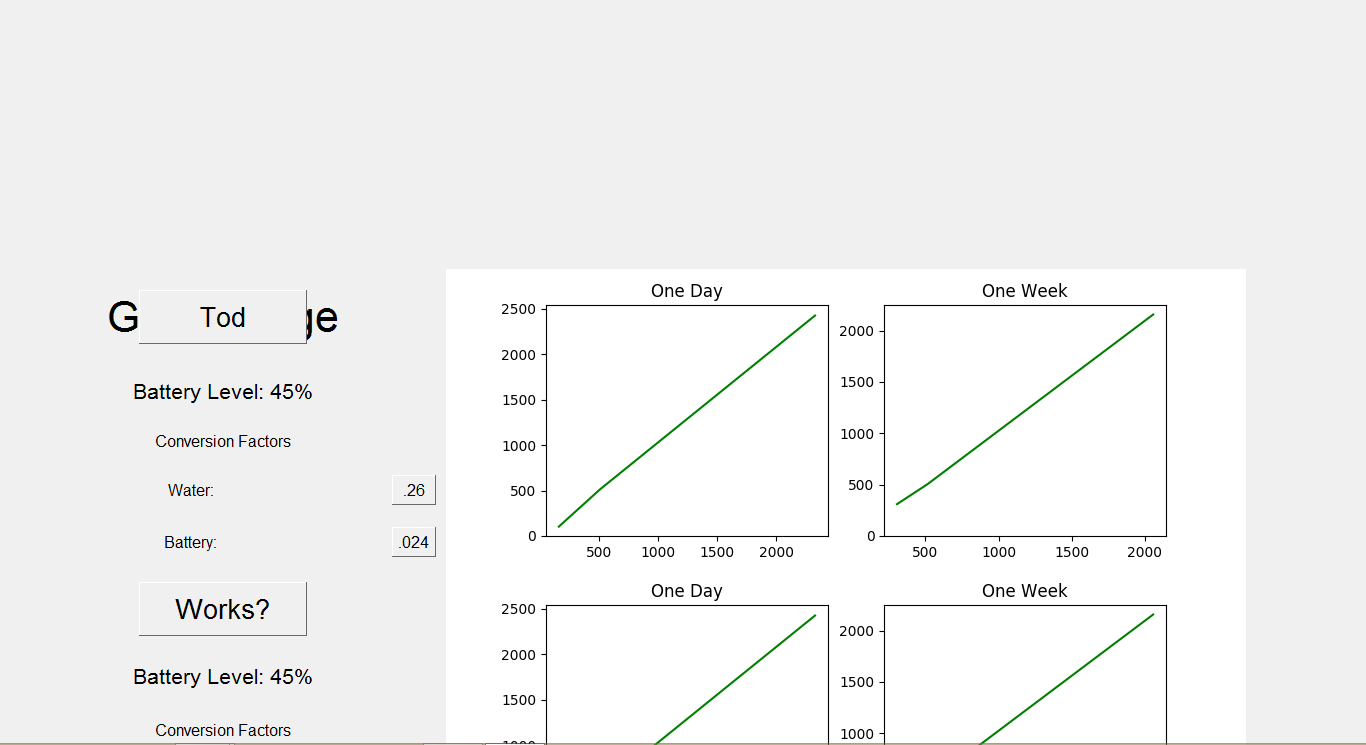 G Tod ge
Battery Level: 45%
Conversion Factors
Water: .26
Battery: .024
Works?
Battery Level: 45%
Conversion Factors
One Day
2500
2000
1500
1000
500
0
500 1000 1500 2000
One Week
2000
1500
1000
500
0
500 1000 1500 2000
One Day
2500
2000
1500
1000
One Week
2000
1500
1000